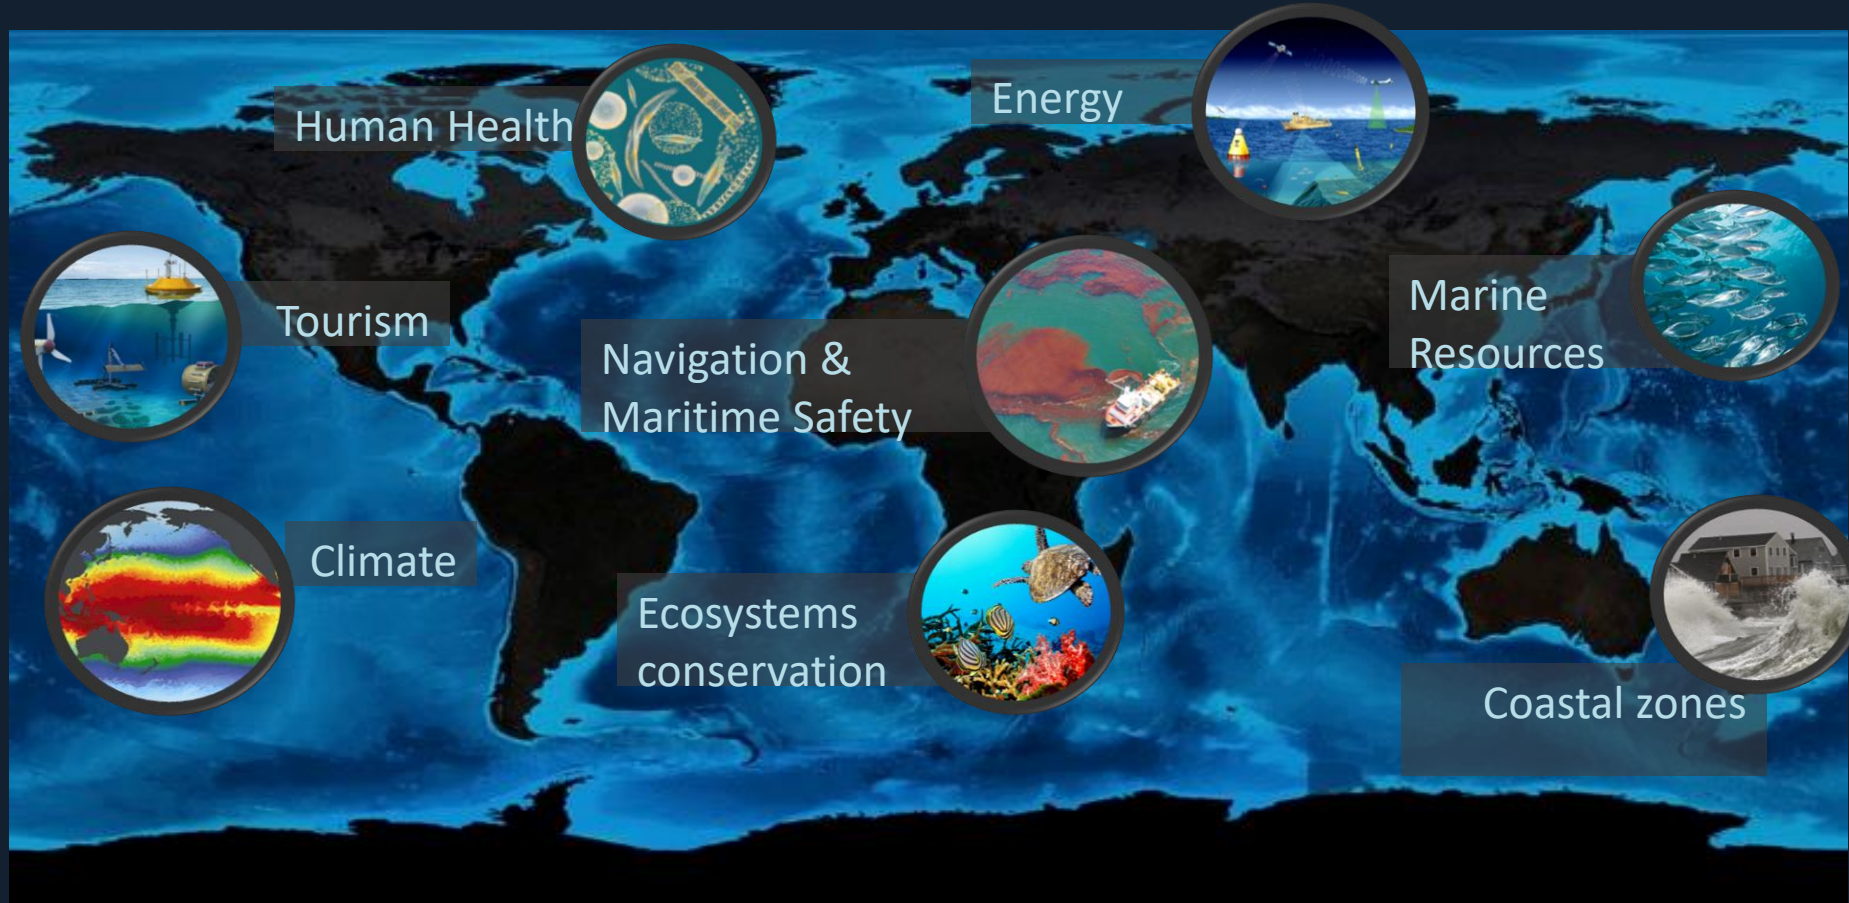 Human Health
Energy
Tourism
Marine
Resources
Navigation &
Maritime Safety
Climate
Ecosystems
conservation
Coastal zones